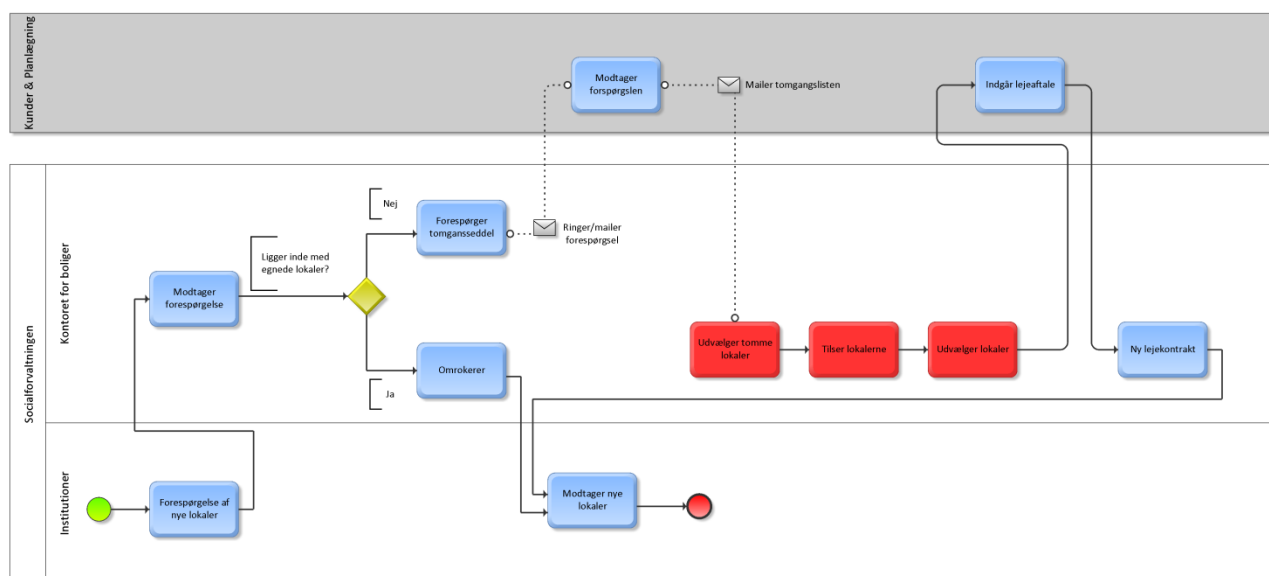 Kunder & Planlægning
Modtager
forspørgslen
Mailer tomgangslisten
Indgår lejeaftale
Socialforvaltningen
Kontoret for boliger
Nej
Forespørger
tomgansseddel
Ringer/mailer
forespørgsel
Ligger inde med
egnede lokaler?
Modtager
forespørgelse
Omrokerer
Ja
Udvælger tomme
lokaler
Tilser lokalerne
Udvælger lokaler
Ny lejekontrakt
Institutioner
Forespørgelse af
nye lokaler
Modtager nye
lokaler